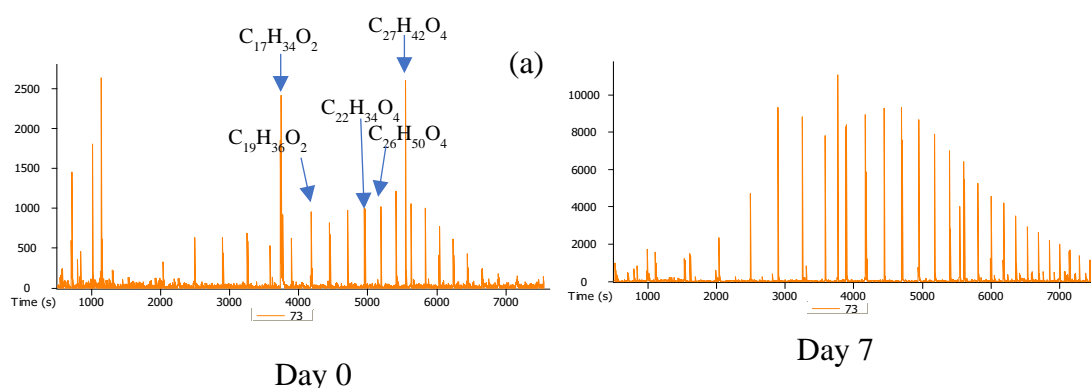 C17H34O2
C27H42O4
(a)
C22H34O4
C19H36O2
C26H50O4
2500
2000
1500
1000
500
0
Time (s) 1000 2000 3000 4000 5000 6000 7000
73
Day 0
10000
8000
6000
4000
2000
0
Time (s) 1000 2000 3000 4000 5000 6000 7000
73
Day 7